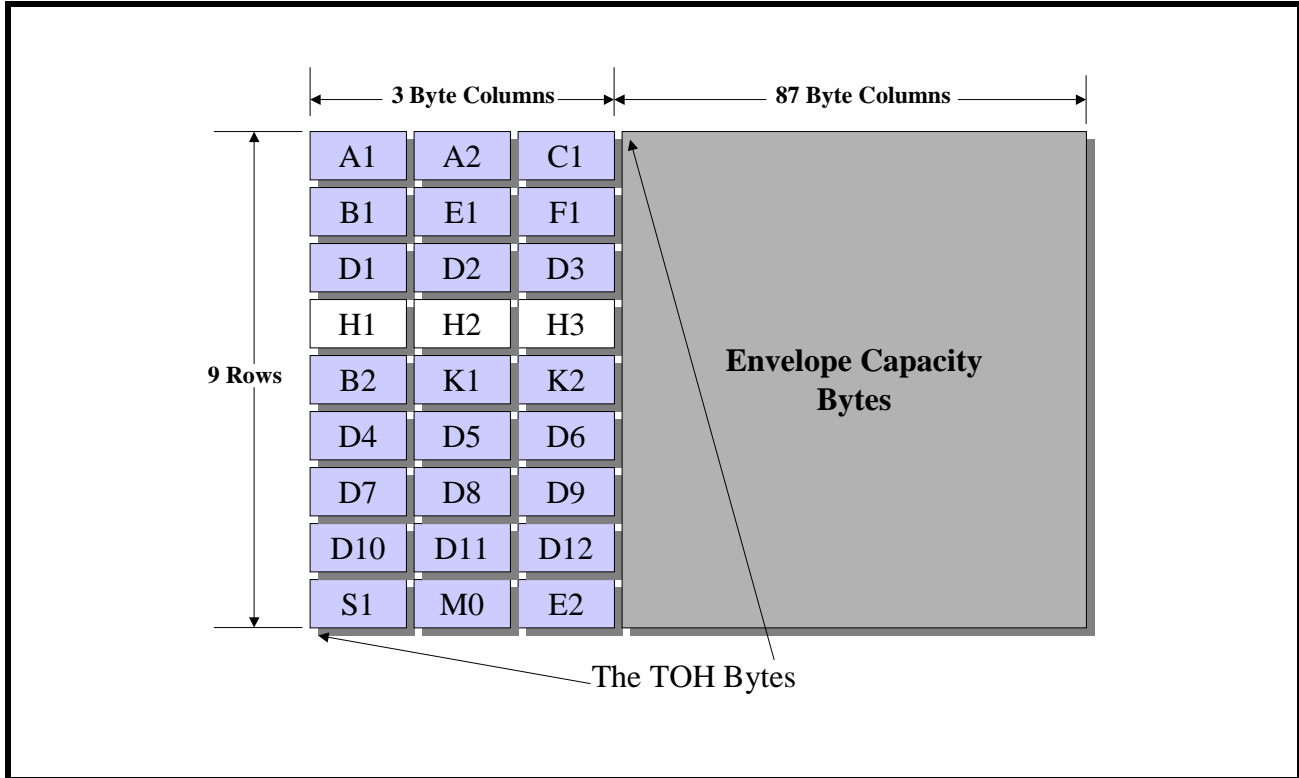 3 Byte Columns 87 Byte Columns
A1 A2 C1
B1 E1 F1
D1 D2 D3
H1 H2 H3
B2 K1 K2
D4 D5 D6
D7 D8 D9
D10 D11 D12
S1 M0 E2
9 Rows
Envelope Capacity
Bytes
The TOH Bytes